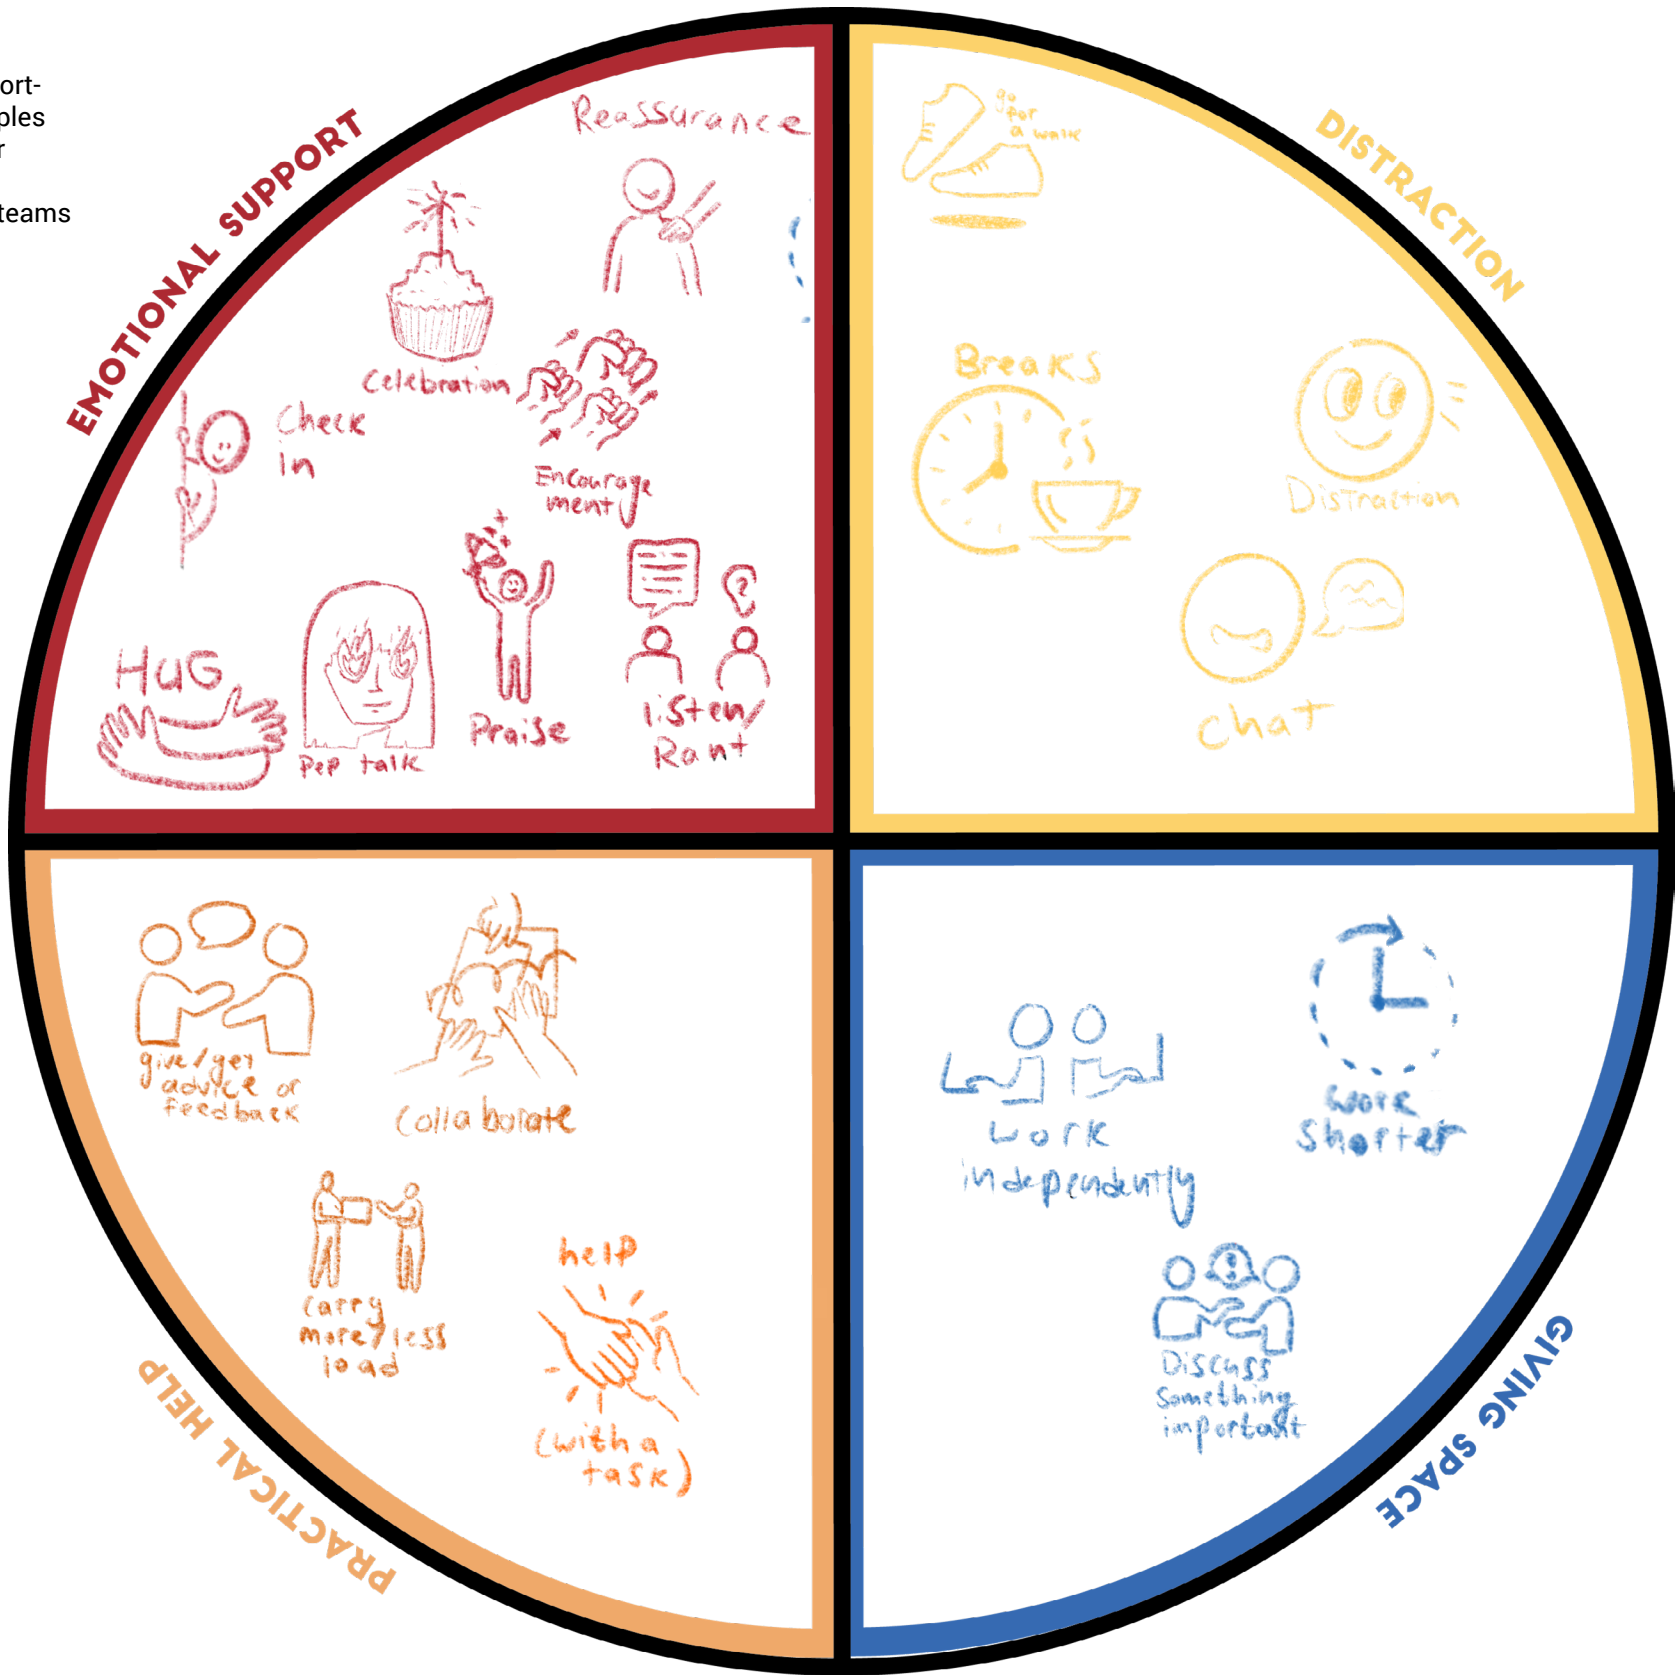 ort-
ples
r
teams
EMOTIONAL SUPPORT
Reassurance
Celebration
Check
in
Encourage
ment
HUG
Pep talk
Praise
listen/
Rant
DISTRACTION
go
for
a walk
Breaks
Distraction
chat
PRACTICAL HELP
give/get
advice or
feedback
Collaborate
Carry
more/less
load
help
(with a
task)
GIVING SPACE
work
independently
work
Shorter
Discuss
Something
important